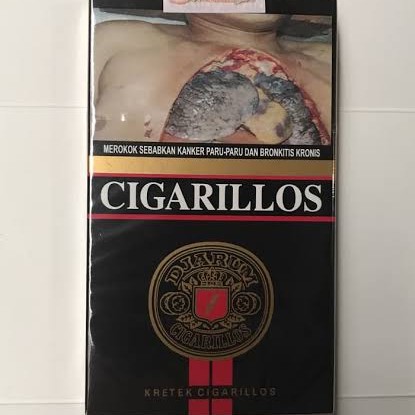 MEROKOK SEBABKAN KANKER PARU-PARU DAN BRONKITIS KRONIS
CIGARILLOS
DJARUM
CIGARILLOS
KRETEK CIGARILLOS